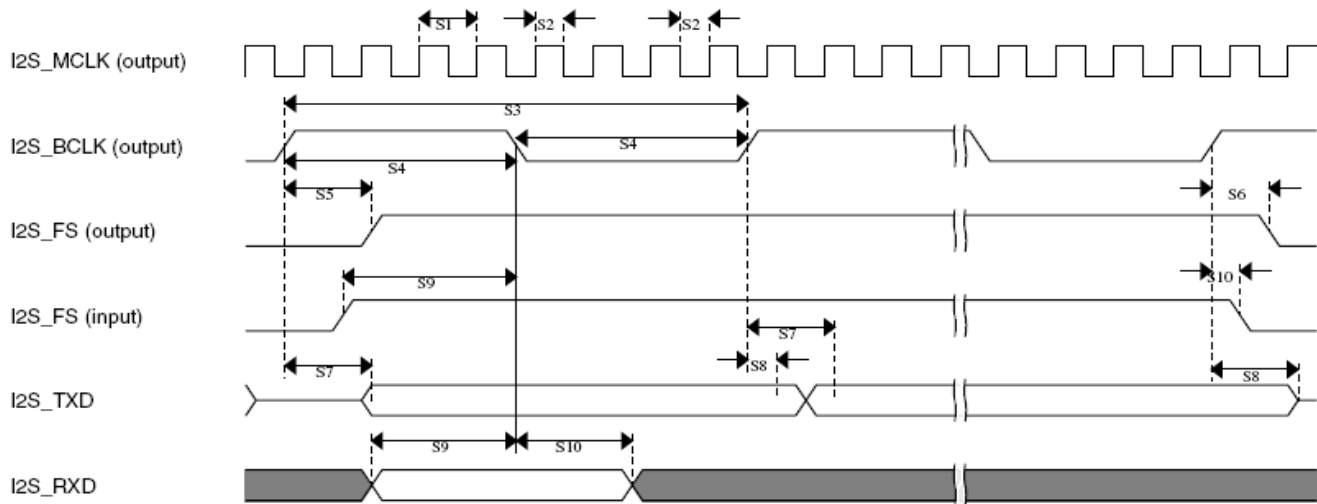 S1 S2 S2
I2S_MCLK (output)
S3
I2S_BCLK (output)
S4
S4
S5 S6
I2S_FS (output)
S9 S10
I2S_FS (input)
S7
S7 S8 S8
I2S_TXD
S9 S10
I2S_RXD